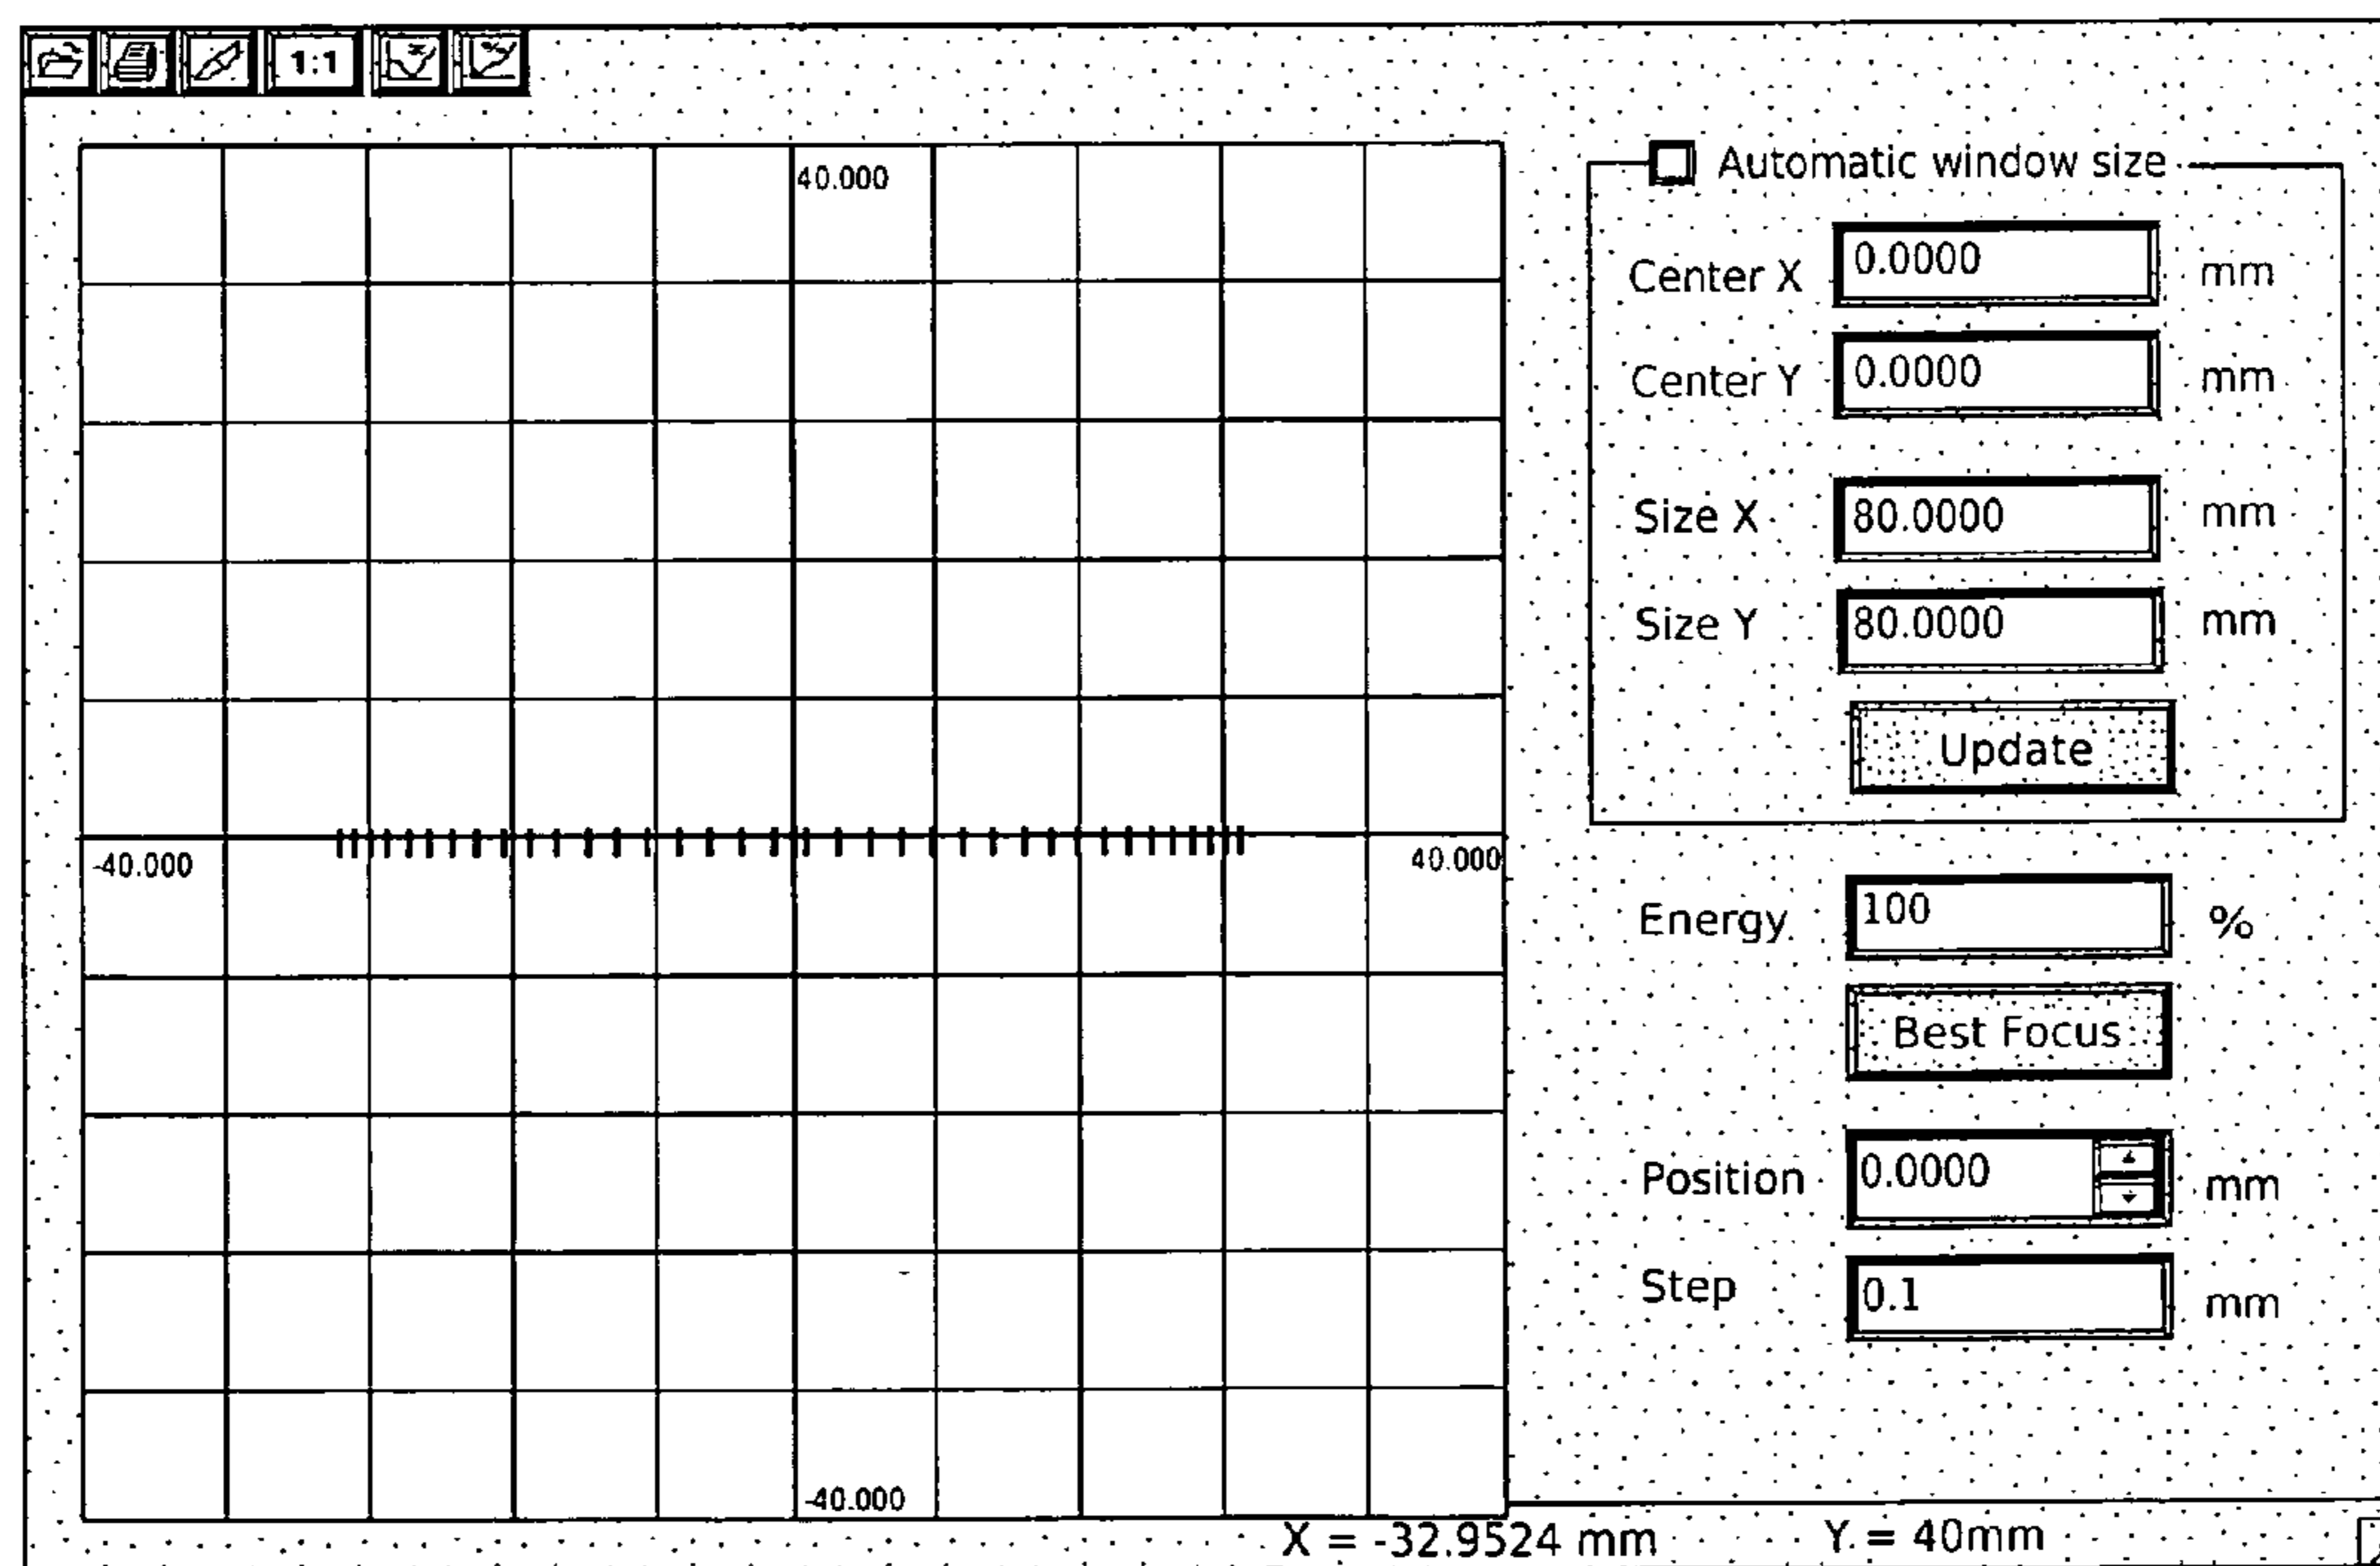 1:1
40.000
-40.000
40.000
-40.000
Automatic window size
Center X 0.0000 mm
Center Y 0.0000 mm
Size X 80.0000 mm
Size Y 80.0000 mm
Update
Energy 100 %
Best Focus
Position 0.0000 mm
Step 0.1 mm
X = -32.9524 mm Y = 40mm